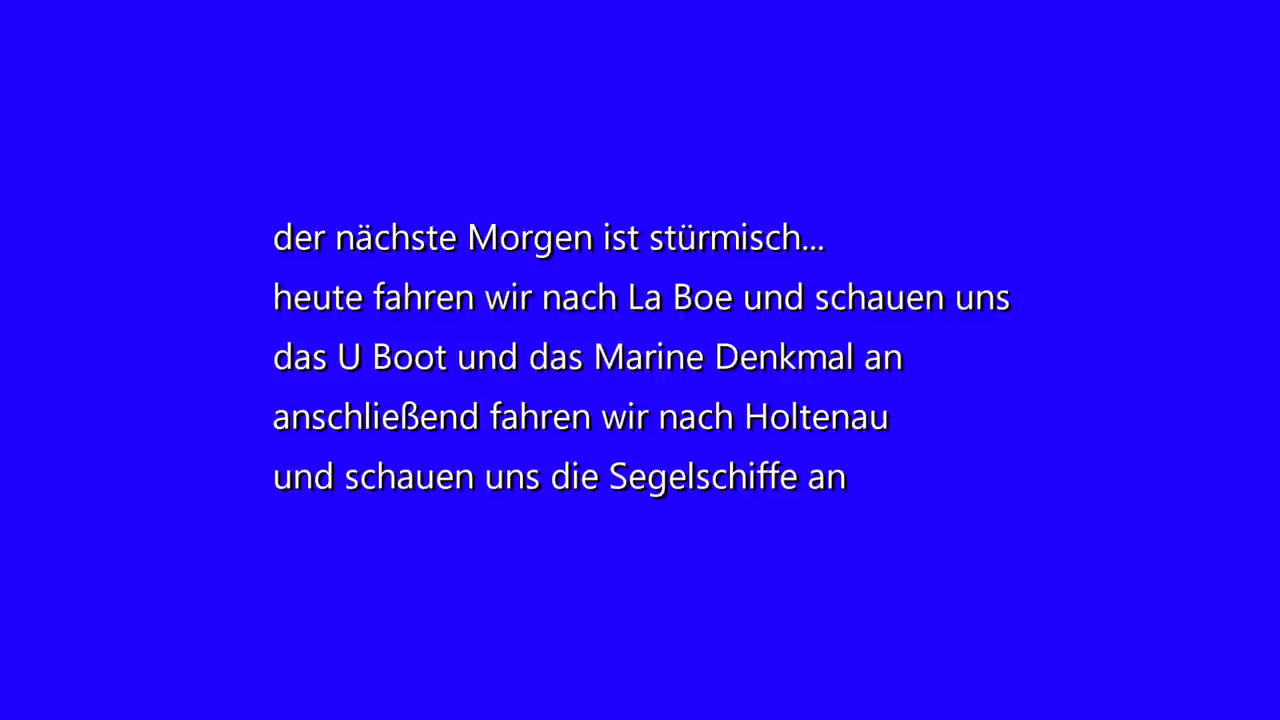 der nächste Morgen ist stürmisch...
heute fahren wir nach La Boe und schauen uns
das U Boot und das Marine Denkmal an
anschließend fahren wir nach Holtenau
und schauen uns die Segelschiffe an